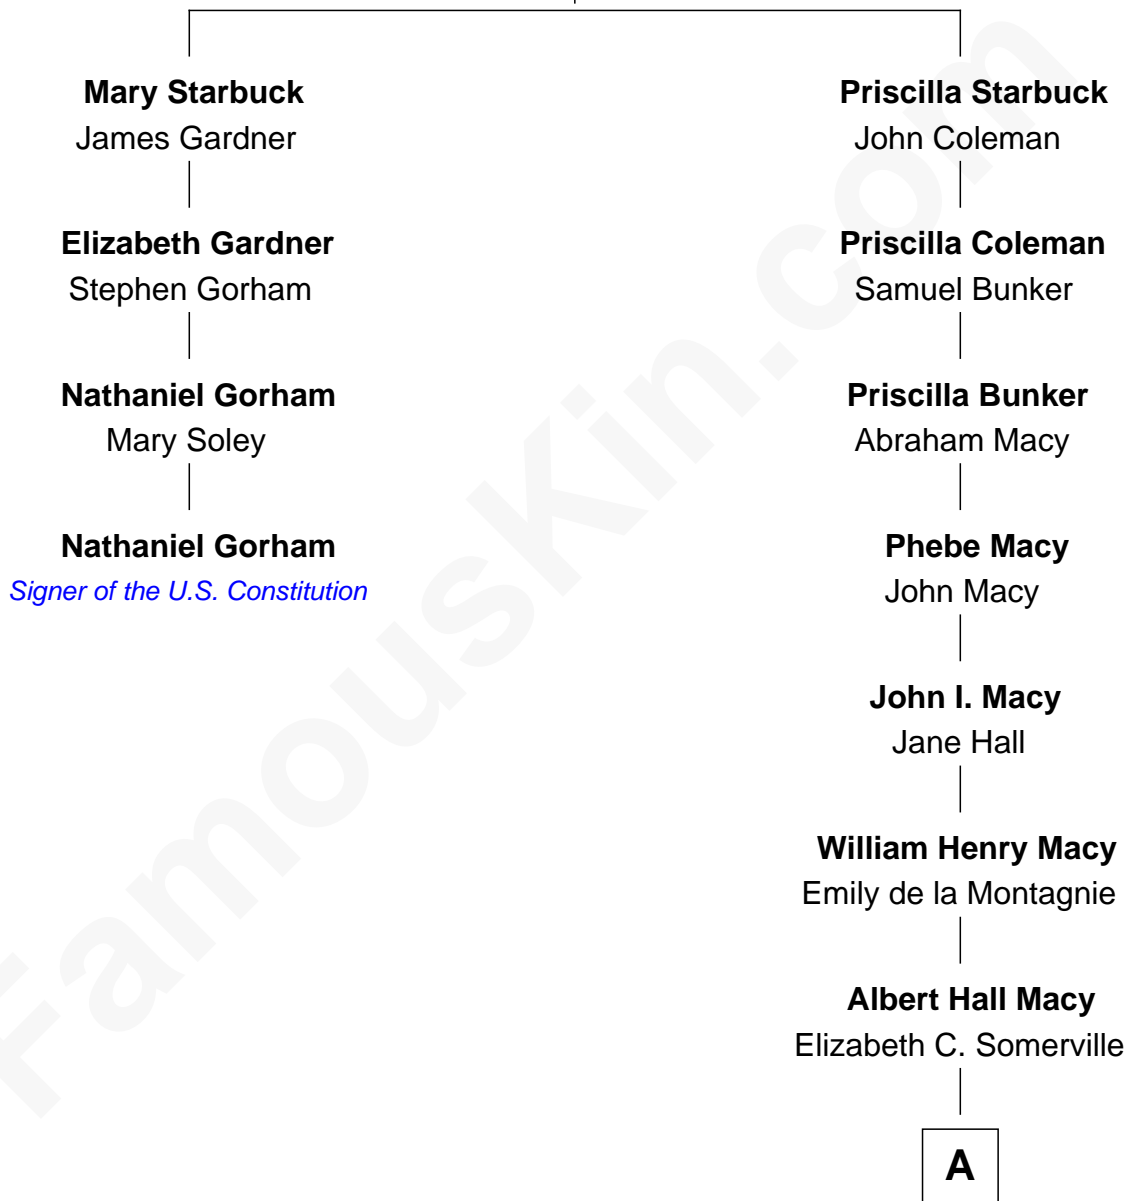 Mary Starbuck
James Gardner
Priscilla Starbuck
John Coleman
Elizabeth Gardner
Stephen Gorham
Priscilla Coleman
Samuel Bunker
Nathaniel Gorham
Mary Soley
Priscilla Bunker
Abraham Macy
Nathaniel Gorham
Signer of the U.S. Constitution
Phebe Macy
John Macy
John I. Macy
Jane Hall
William Henry Macy
Emily de la Montagnie
Albert Hall Macy
Elizabeth C. Somerville
A
FamousKin.com